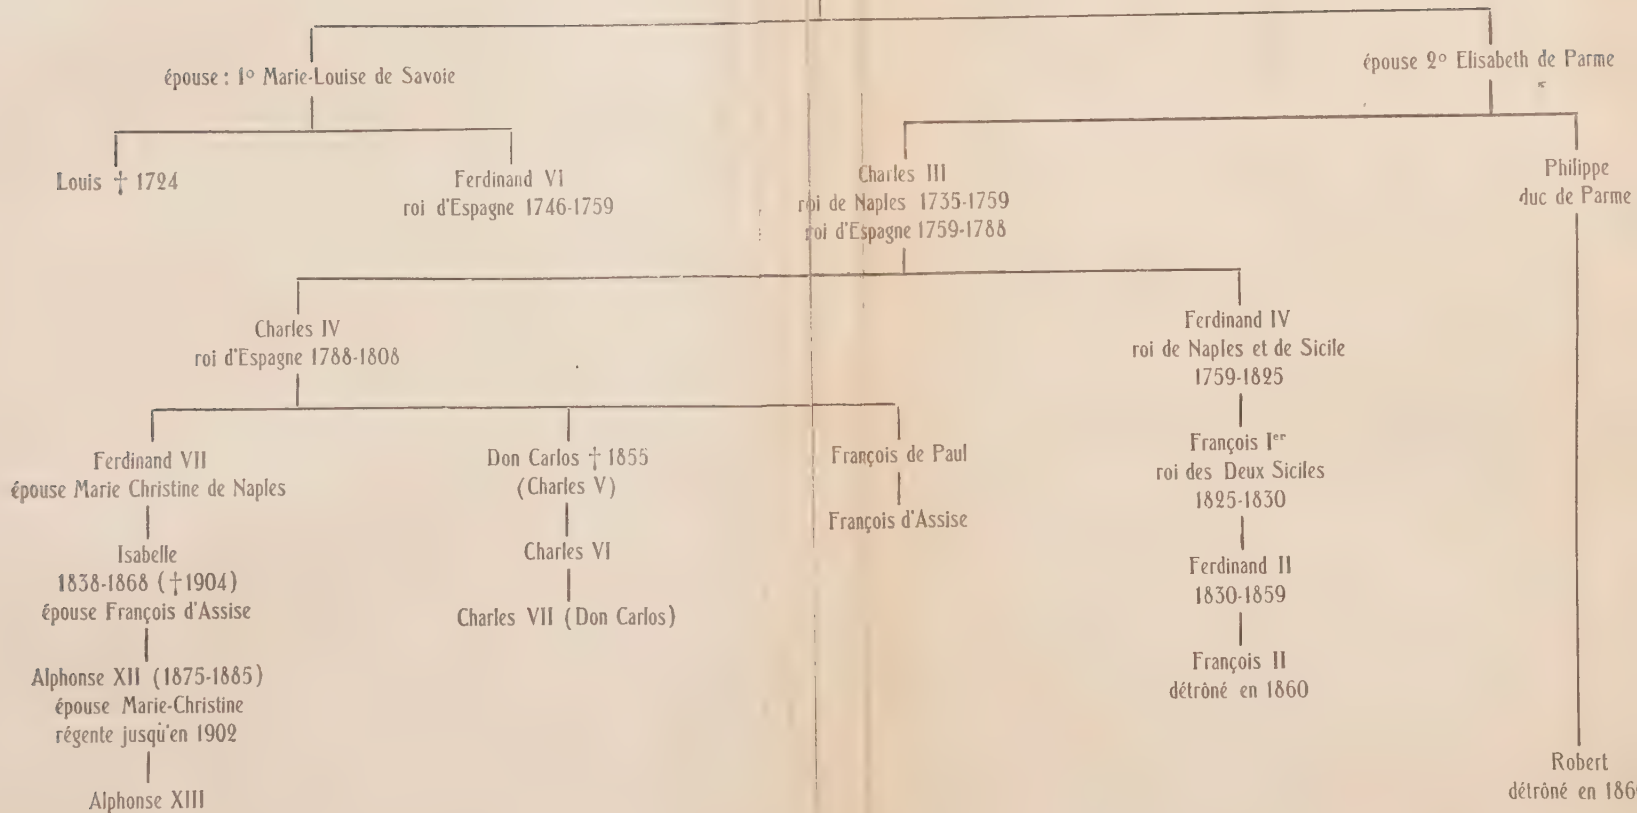 épouse : 1º Marie-Louise de Savoie
épouse 2º Elisabeth de Parme
Louis † 1724
Ferdinand VI
roi d'Espagne 1746-1759
Charles III
roi de Naples 1735-1759
roi d'Espagne 1759-1788
Philippe
duc de Parme
Charles IV
roi d'Espagne 1788-1808
Ferdinand IV
roi de Naples et de Sicile
1759-1825
Ferdinand VII
épouse Marie Christine de Naples
Don Carlos † 1855
(Charles V)
François de Paul
François Ier
roi des Deux Siciles
1825-1830
François d'Assise
Isabelle
1838-1868 († 1904)
épouse François d'Assise
Charles VI
Ferdinand II
1830-1859
Charles VII (Don Carlos)
Alphonse XII (1875-1885)
épouse Marie-Christine
régente jusqu'en 1902
François II
détrôné en 1860
Alphonse XIII
Robert
détrôné en